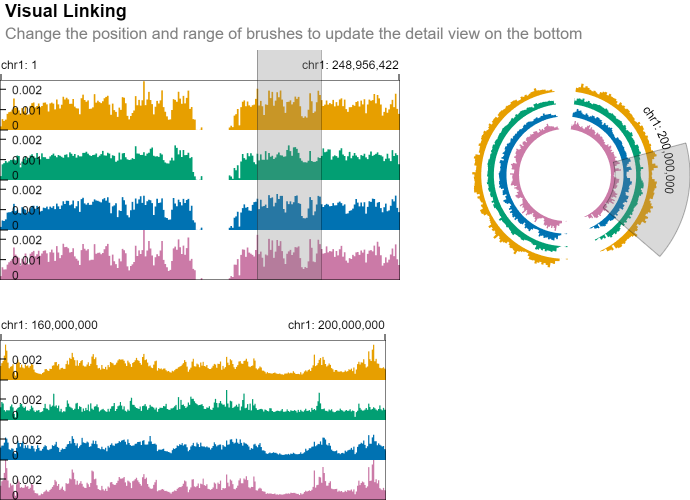 Visual Linking
Change the position and range of brushes to update the detail view on the bottom
chr1: 1
chr1: 248,956,422
0.002
0.001
0
0.002
0.001
0
0.002
0.001
0
0.002
0.001
0
chr1: 200,000,000
chr1: 160,000,000
chr1: 200,000,000
0.002
0
0.002
0
0.002
0
0.002
0